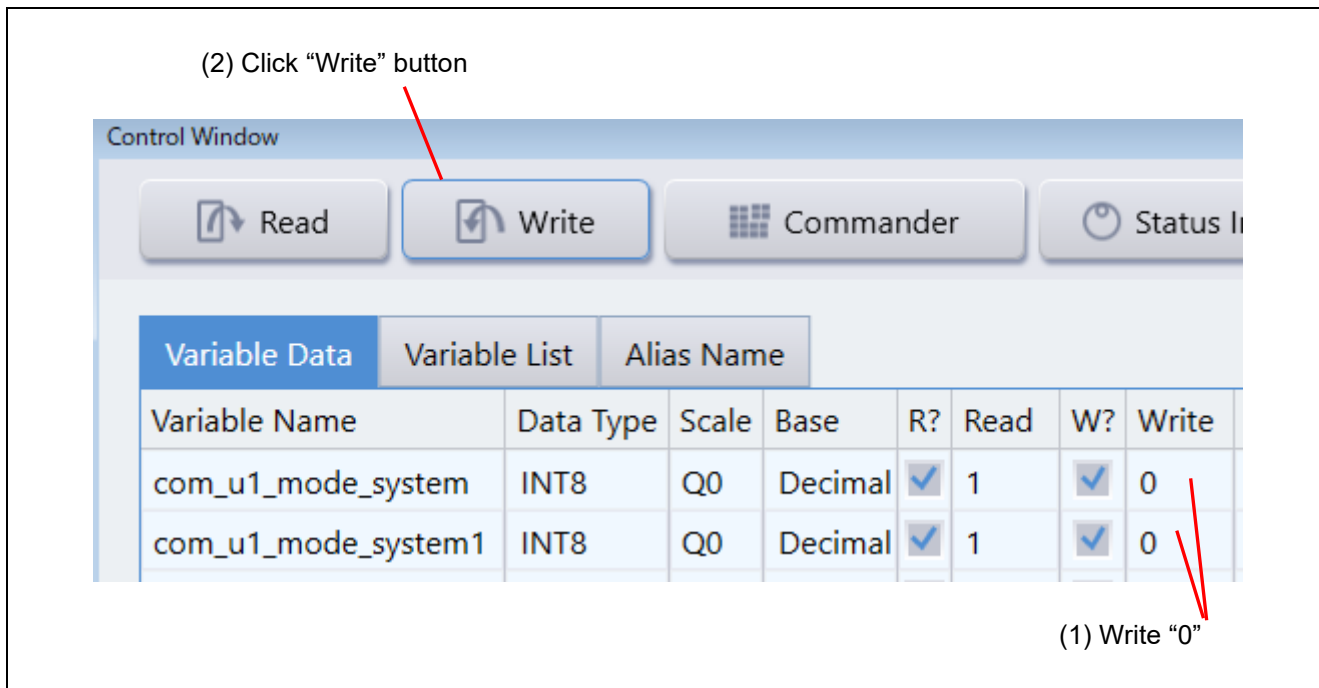 (2) Click “Write” button
Control Window
Read Write Commander Status I
Variable Data Variable List Alias Name
Variable Name Data Type Scale Base R? Read W? Write
com_u1_mode_system INT8 Q0 Decimal 1 0
com_u1_mode_system1 INT8 Q0 Decimal 1 0
(1) Write “0”